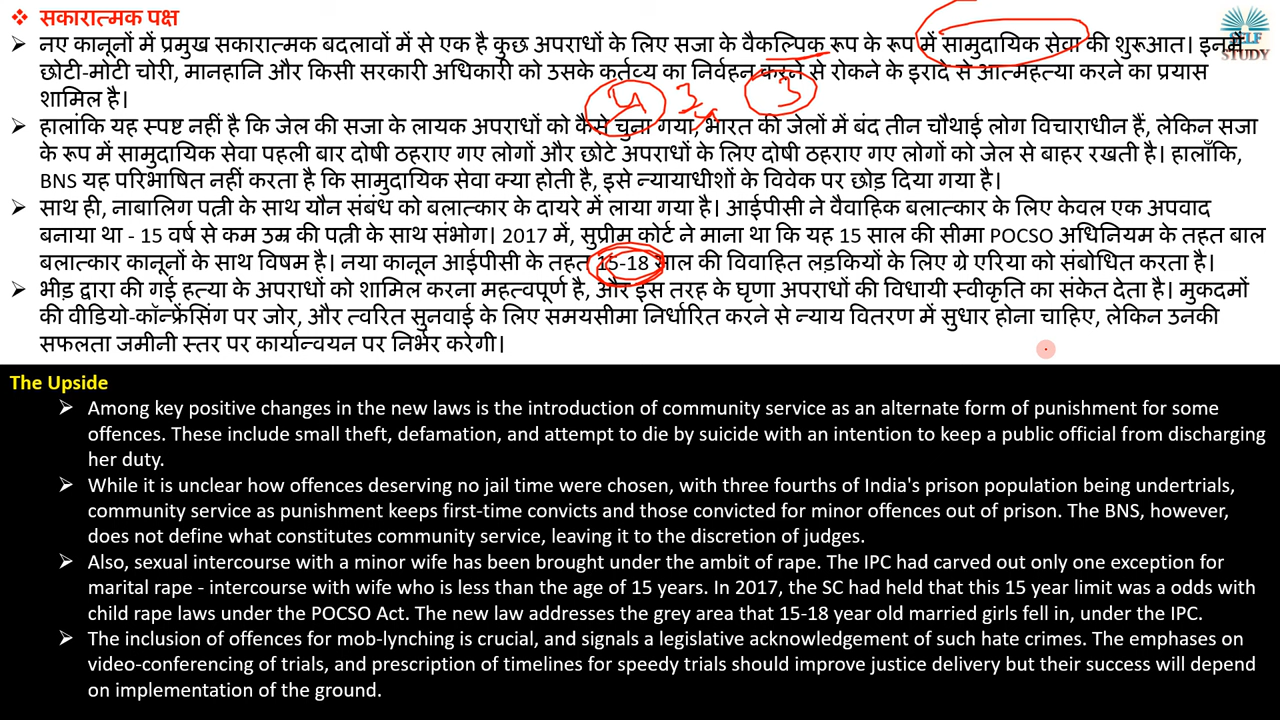 ❖ सकारात्मक पक्ष
SELF STUDY
➢ नए कानूनों में प्रमुख सकारात्मक बदलावों में से एक है कुछ अपराधों के लिए सजा के वैकल्पिक रूप के रूप में सामुदायिक सेवा की शुरूआत। इनमें
छोटी-मोटी चोरी, मानहानि और किसी सरकारी अधिकारी को उसके कर्तव्य का निर्वहन करने से रोकने के इरादे से आत्महत्या करने का प्रयास
शामिल है।
4 3/4 3
➢ हालांकि यह स्पष्ट नहीं है कि जेल की सजा के लायक अपराधों को कैसे चुना गया, भारत की जेलों में बंद तीन चौथाई लोग विचाराधीन हैं, लेकिन सजा
के रूप में सामुदायिक सेवा पहली बार दोषी ठहराए गए लोगों और छोटे अपराधों के लिए दोषी ठहराए गए लोगों को जेल से बाहर रखती है। हालाँकि,
BNS यह परिभाषित नहीं करता है कि सामुदायिक सेवा क्या होती है, इसे न्यायाधीशों के विवेक पर छोड़ दिया गया है।
➢ साथ ही, नाबालिग पत्नी के साथ यौन संबंध को बलात्कार के दायरे में लाया गया है। आईपीसी ने वैवाहिक बलात्कार के लिए केवल एक अपवाद
बनाया था - 15 वर्ष से कम उम्र की पत्नी के साथ संभोग। 2017 में, सुप्रीम कोर्ट ने माना था कि यह 15 साल की सीमा POCSO अधिनियम के तहत बाल
बलात्कार कानूनों के साथ विषम है। नया कानून आईपीसी के तहत 15-18 साल की विवाहित लड़कियों के लिए ग्रे एरिया को संबोधित करता है।
➢ भीड़ द्वारा की गई हत्या के अपराधों को शामिल करना महत्वपूर्ण है, और इस तरह के घृणा अपराधों की विधायी स्वीकृति का संकेत देता है। मुकदमों
की वीडियो-कॉन्फ्रेंसिंग पर जोर, और त्वरित सुनवाई के लिए समयसीमा निर्धारित करने से न्याय वितरण में सुधार होना चाहिए, लेकिन उनकी
सफलता जमीनी स्तर पर कार्यान्वयन पर निर्भर करेगी।
The Upside
➢ Among key positive changes in the new laws is the introduction of community service as an alternate form of punishment for some
offences. These include small theft, defamation, and attempt to die by suicide with an intention to keep a public official from discharging
her duty.
➢ While it is unclear how offences deserving no jail time were chosen, with three fourths of India's prison population being undertrials,
community service as punishment keeps first-time convicts and those convicted for minor offences out of prison. The BNS, however,
does not define what constitutes community service, leaving it to the discretion of judges.
➢ Also, sexual intercourse with a minor wife has been brought under the ambit of rape. The IPC had carved out only one exception for
marital rape - intercourse with wife who is less than the age of 15 years. In 2017, the SC had held that this 15 year limit was a odds with
child rape laws under the POCSO Act. The new law addresses the grey area that 15-18 year old married girls fell in, under the IPC.
➢ The inclusion of offences for mob-lynching is crucial, and signals a legislative acknowledgement of such hate crimes. The emphases on
video-conferencing of trials, and prescription of timelines for speedy trials should improve justice delivery but their success will depend
on implementation of the ground.